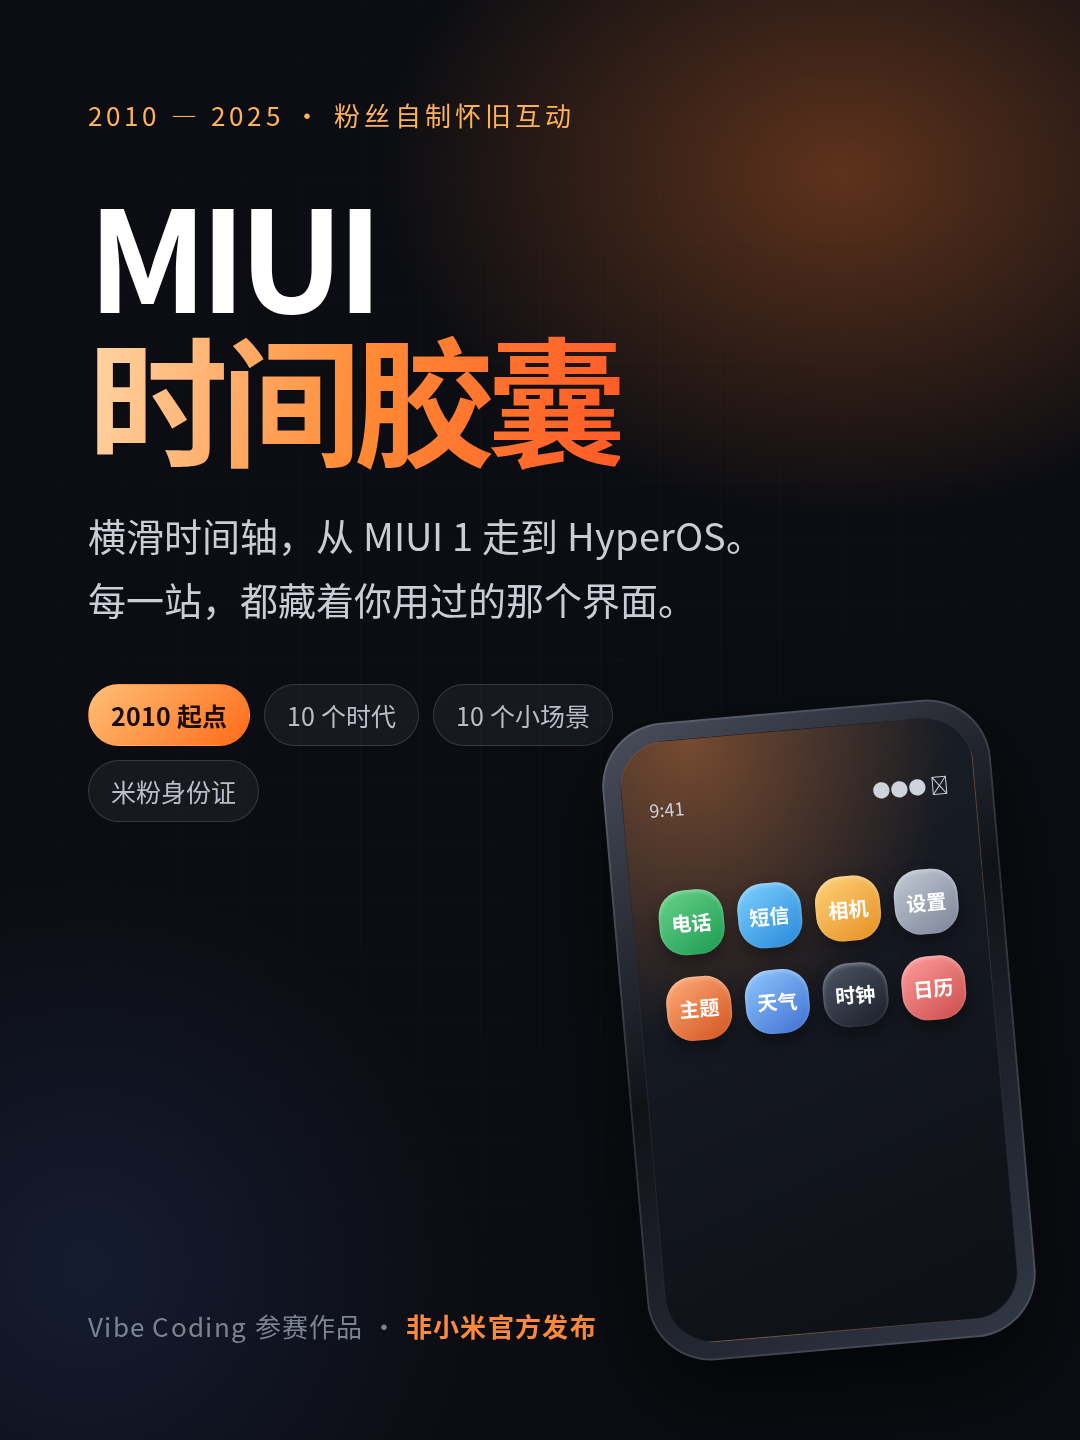 2010 — 2025 · 粉丝自制怀旧互动
MIUI
时间胶囊
横滑时间轴，从 MIUI 1 走到 HyperOS。
每一站，都藏着你用过的那个界面。
2010 起点
10 个时代
10 个小场景
米粉身份证
9:41
电话
短信
相机
设置
主题
天气
时钟
日历
Vibe Coding 参赛作品 · 非小米官方发布